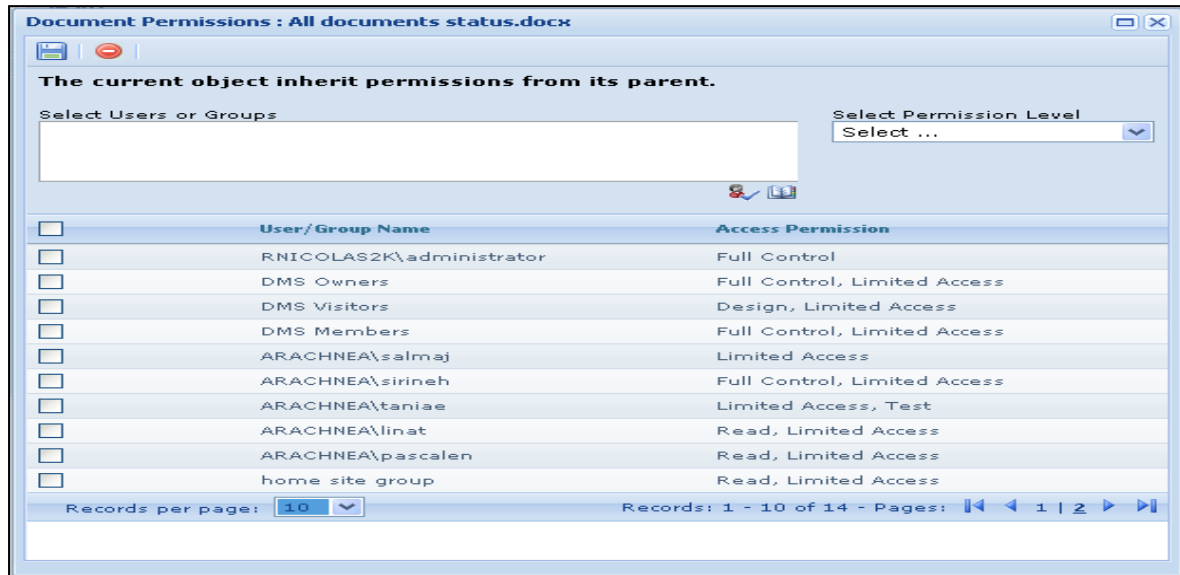 Document Permissions : All documents status.docx
The current object inherit permissions from its parent.
Select Users or Groups
Select Permission Level
Select ...
User/Group Name Access Permission
RNICOLAS2K\administrator Full Control
DMS Owners Full Control, Limited Access
DMS Visitors Design, Limited Access
DMS Members Full Control, Limited Access
ARACHNEA\salmaj Limited Access
ARACHNEA\sirineh Full Control, Limited Access
ARACHNEA\taniae Limited Access, Test
ARACHNEA\linat Read, Limited Access
ARACHNEA\pascalen Read, Limited Access
home site group Read, Limited Access
Records per page: 10 Records: 1 - 10 of 14 - Pages: 1 | 2